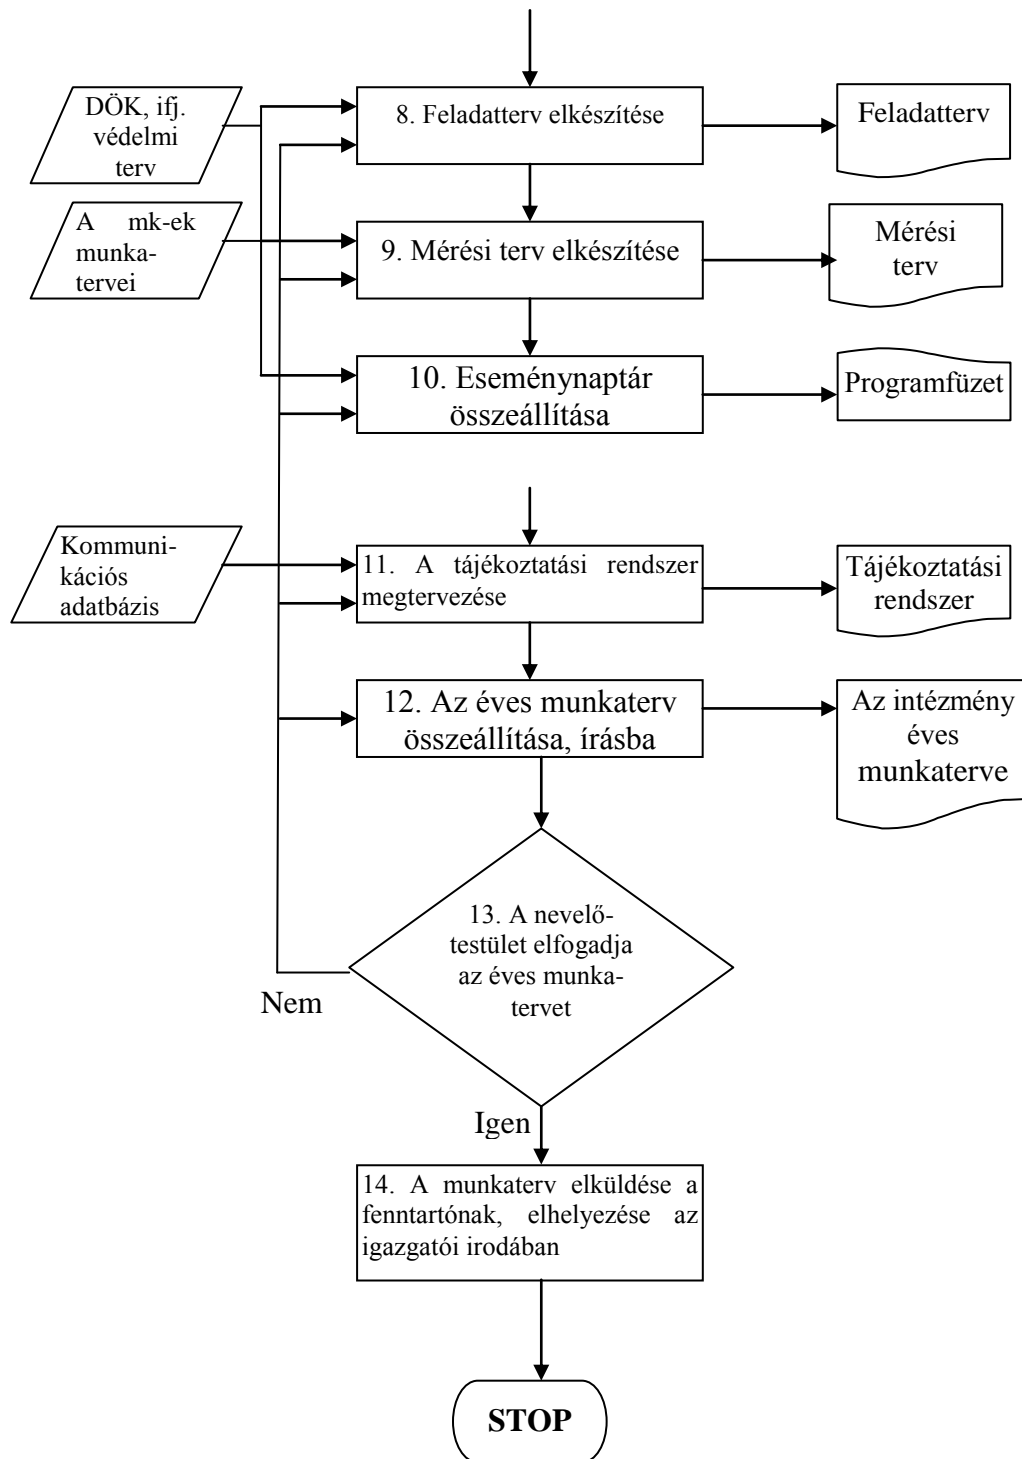 DÖK, ifj.
védelmi
terv
8. Feladatterv elkészítése
Feladatterv
A mk-ek
munka-
tervei
9. Mérési terv elkészítése
Mérési
terv
10. Eseménynaptár
összeállítása
Programfüzet
Kommuni-
kációs
adatbázis
11. A tájékoztatási rendszer
megtervezése
Tájékoztatási
rendszer
12. Az éves munkaterv
összeállítása, írásba
Az intézmény
éves
munkaterve
13. A nevelő-
testület elfogadja
az éves munka-
tervet
Nem
Igen
14. A munkaterv elküldése a
fenntartónak, elhelyezése az
igazgatói irodában
STOP